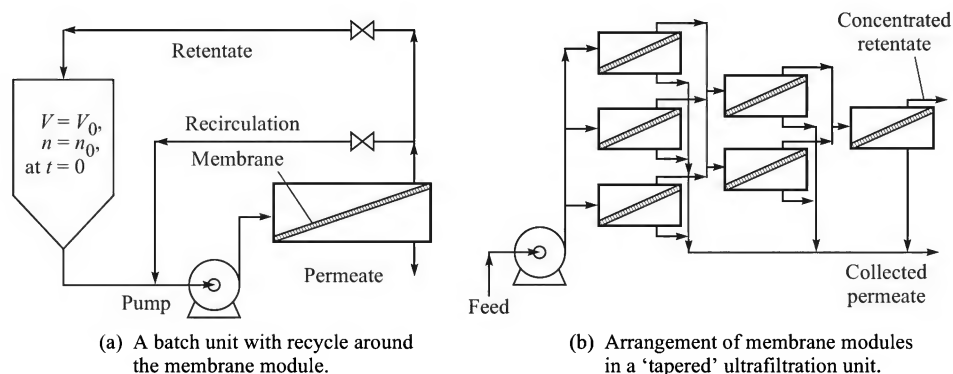 Retentate
V = V₀,
n = n₀,
at t = 0
Recirculation
Membrane
Pump
Permeate
(a) A batch unit with recycle around
the membrane module.
Concentrated
retentate
Feed
Collected
permeate
(b) Arrangement of membrane modules
in a ‘tapered’ ultrafiltration unit.